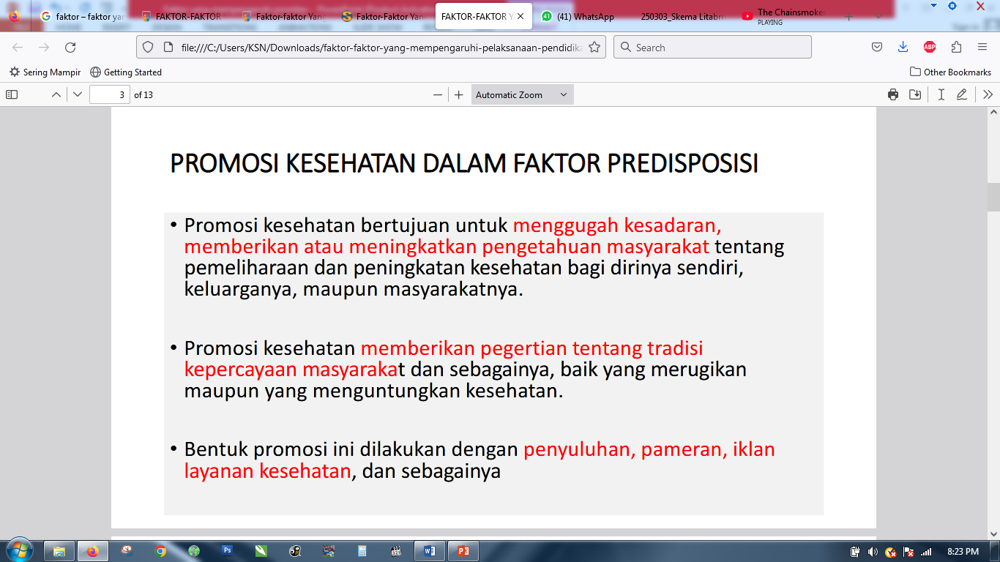 faktor – faktor yan
FAKTOR-FAKTOR
Faktor-faktor Yang
Faktor-Faktor Yan
FAKTOR-FAKTOR Y
(41) WhatsApp
250303_Skema Litabm
The Chainsmoker
PLAYING
file:///C:/Users/KSN/Downloads/faktor-faktor-yang-mempengaruhi-pelaksanaan-pendidika
Search
Sering Mampir
Getting Started
Other Bookmarks
3 of 13
Automatic Zoom
PROMOSI KESEHATAN DALAM FAKTOR PREDISPOSISI
• Promosi kesehatan bertujuan untuk menggugah kesadaran,
memberikan atau meningkatkan pengetahuan masyarakat tentang
pemeliharaan dan peningkatan kesehatan bagi dirinya sendiri,
keluarganya, maupun masyarakatnya.
• Promosi kesehatan memberikan pegertian tentang tradisi
kepercayaan masyarakat dan sebagainya, baik yang merugikan
maupun yang menguntungkan kesehatan.
• Bentuk promosi ini dilakukan dengan penyuluhan, pameran, iklan
layanan kesehatan, dan sebagainya
8:23 PM